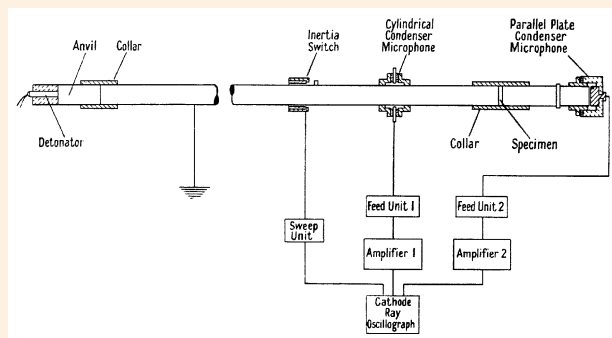 Anvil
Collar
Detonator
Inertia
Switch
Cylindrical
Condenser
Microphone
Parallel Plate
Condenser
Microphone
Collar
Specimen
Sweep
Unit
Feed Unit 1
Feed Unit 2
Amplifier 1
Amplifier 2
Cathode
Ray
Oscillograph